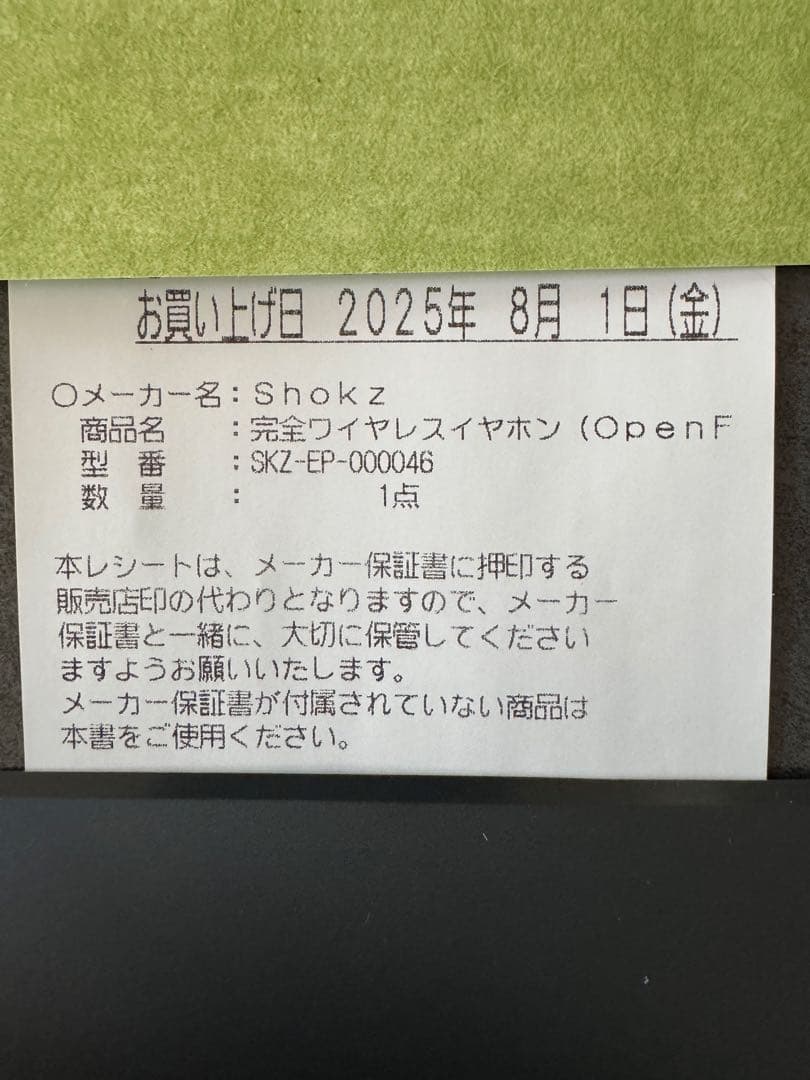 お買い上げ日 2025年 8月 1日(金)
○メーカー名:Shokz
商品名 :完全ワイヤレスイヤホン(OpenF
型 番 :SKZ-EP-000046
数 量 : 1点
本レシートは、メーカー保証書に押印する
販売店印の代わりとなりますので、メーカー
保証書と一緒に、大切に保管してください
ますようお願いいたします。
メーカー保証書が付属されていない商品は
本書をご使用ください。